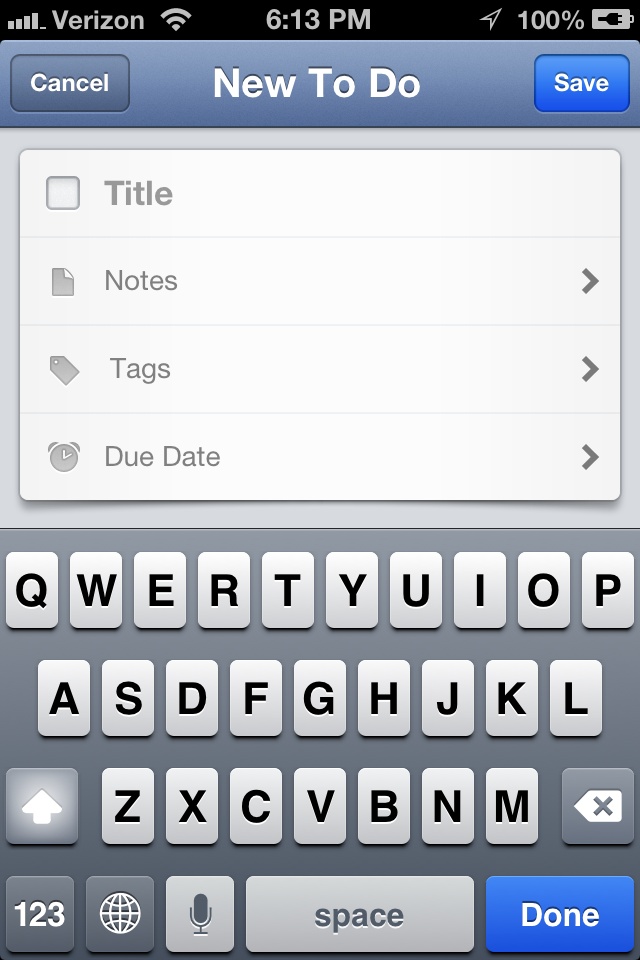 Verizon 6:13 PM 100%
Cancel New To Do Save
Title
Notes
Tags
Due Date
Q W E R T Y U I O P
A S D F G H J K L
Z X C V B N M
123 space Done